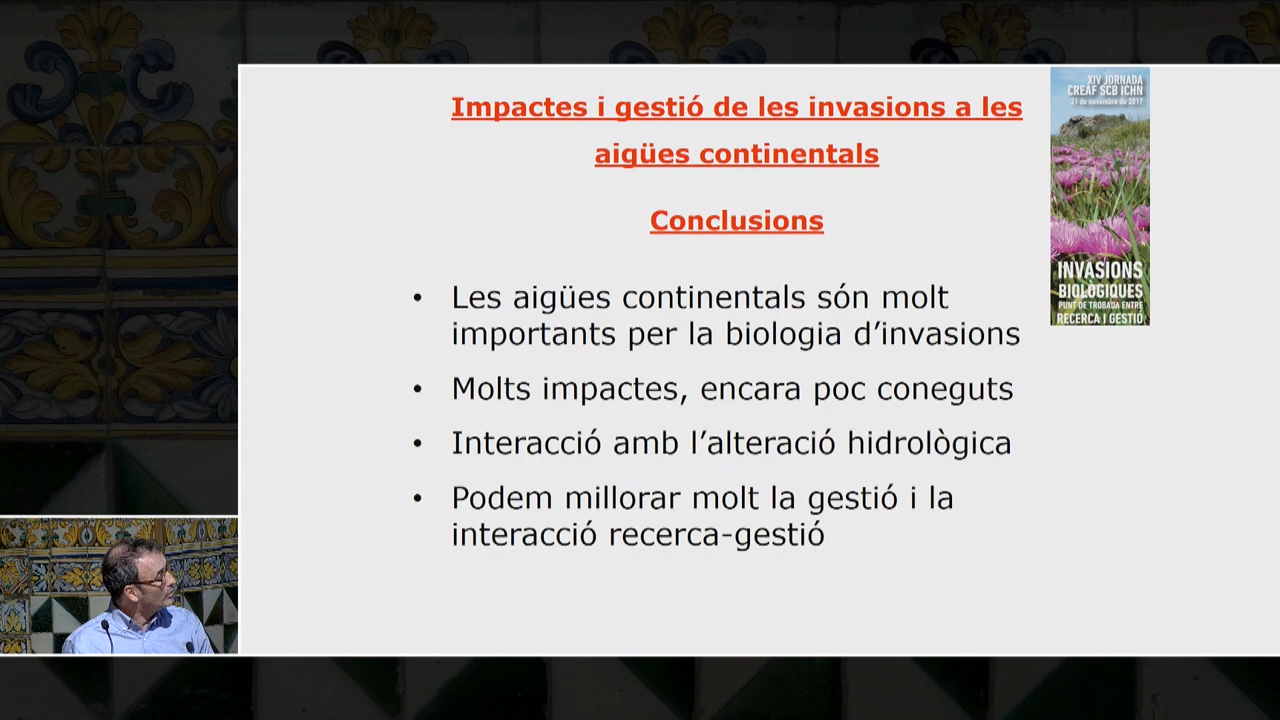 Impactes i gestió de les invasions a les
aigües continentals
Conclusions
• Les aigües continentals són molt
importants per la biologia d’invasions
• Molts impactes, encara poc coneguts
• Interacció amb l’alteració hidrològica
• Podem millorar molt la gestió i la
interacció recerca-gestió
XIV JORNADA
CREAF SCB ICHN
21 de novembre de 2017
INVASIONS
BIOLÒGIQUES
PUNT DE TROBADA ENTRE
RECERCA I GESTIÓ